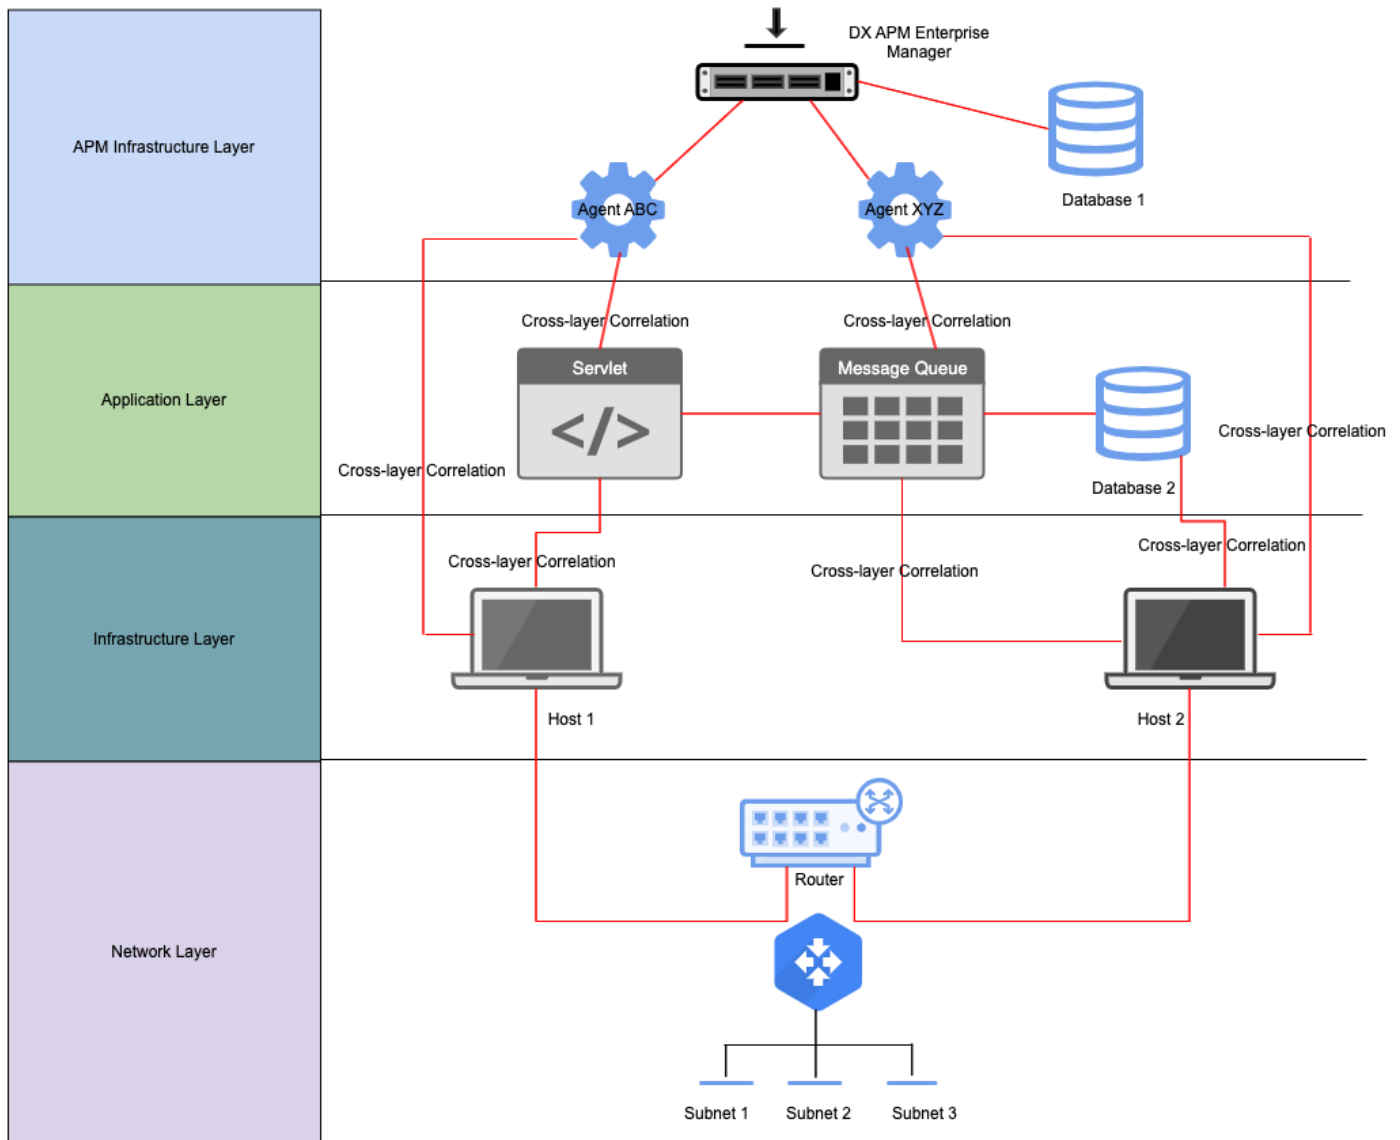 DX APM Enterprise
Manager
APM Infrastructure Layer
Database 1
Agent ABC
Agent XYZ
Cross-layer Correlation
Cross-layer Correlation
Servlet
Message Queue
</>
Application Layer
Cross-layer Correlation
Cross-layer Correlation
Database 2
Cross-layer Correlation
Cross-layer Correlation
Cross-layer Correlation
Infrastructure Layer
Host 1
Host 2
Router
Network Layer
Subnet 1
Subnet 2
Subnet 3